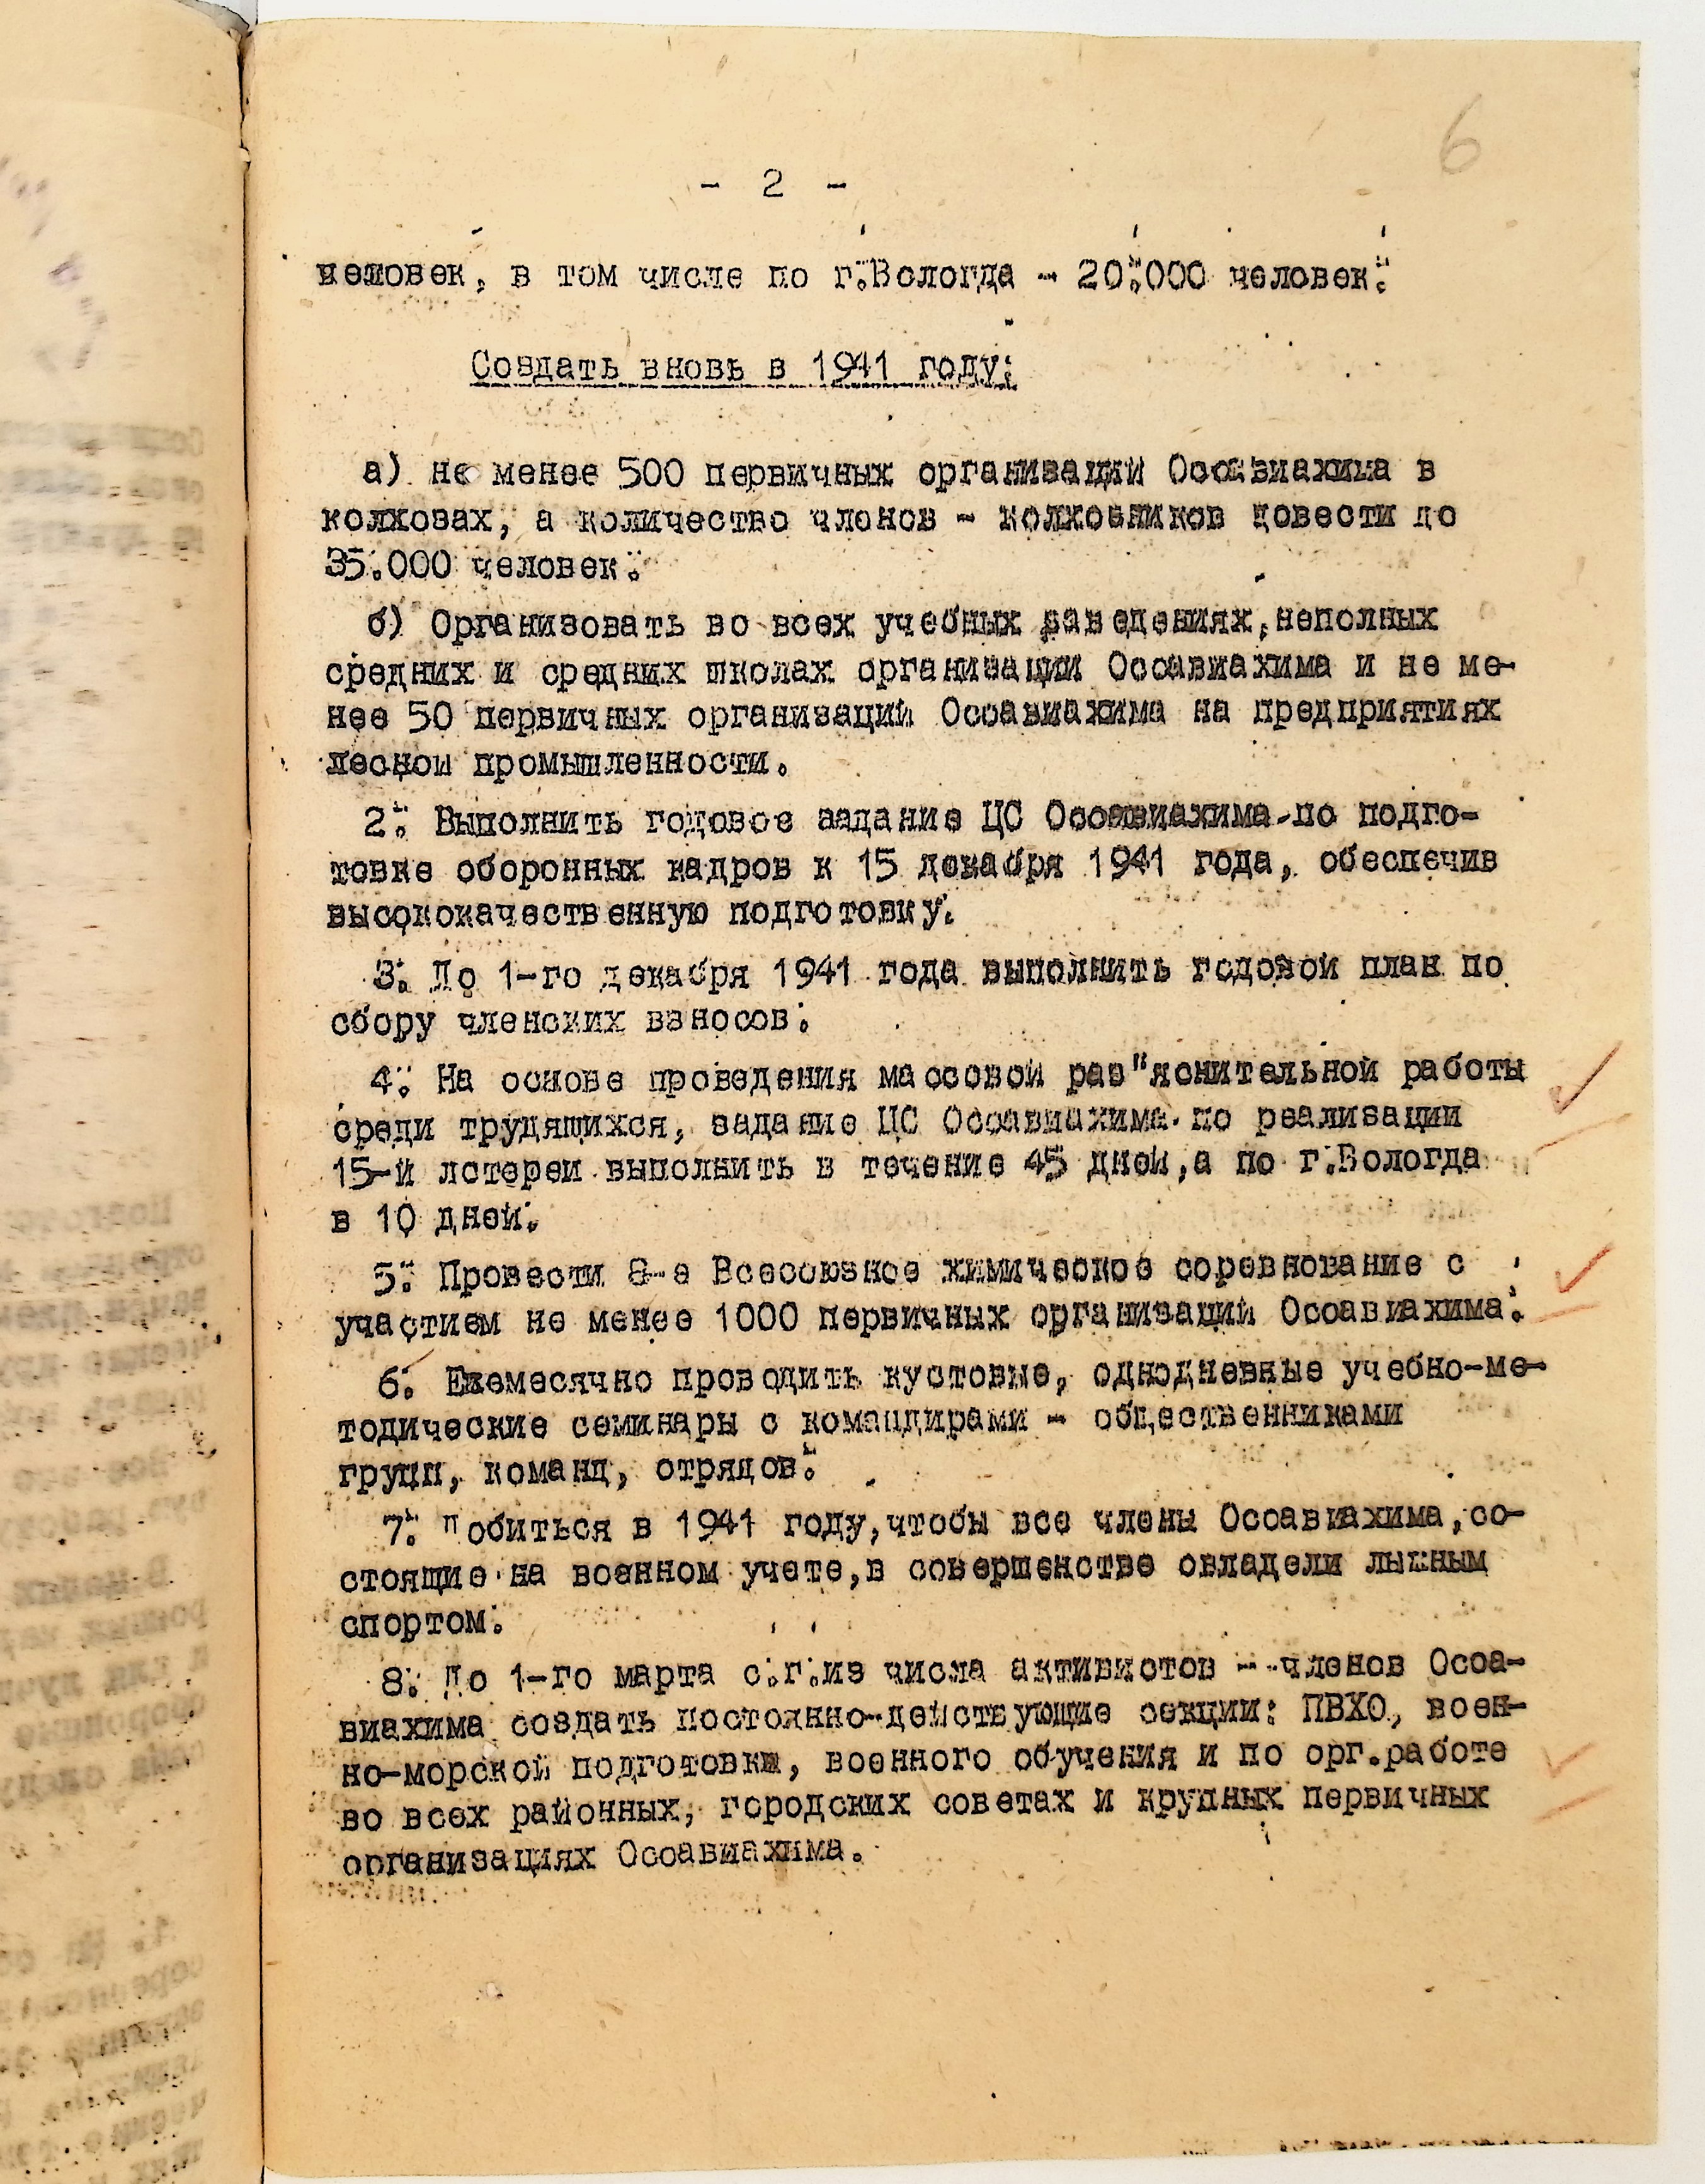 6
- 2 -
человек, в том числе по г.Вологда - 20.000 человек.
Создать вновь в 1941 году:
а) не менее 500 первичных организаций Осоавиахима в
колхозах, а количество членов - колхозников довести до
35.000 человек.
б) Организовать во всех учебных заведениях, неполных
средних и средних школах организации Осоавиахима и не ме-
нее 50 первичных организаций Осоавиахима на предприятиях
лесной промышленности.
2. Выполнить годовое задание ЦС Осоавиахима по подго-
товке оборонных кадров к 15 декабря 1941 года, обеспечив
высококачественную подготовку.
3. До 1-го декабря 1941 года выполнить годовой план по
сбору членских взносов.
4. На основе проведения массовой раз"яснительной работы
среди трудящихся, задание ЦС Осоавиахима по реализации
15-й лотереи выполнить в течение 45 дней, а по г.Вологда
в 10 дней.
5. Провести 8-е Всесоюзное химическое соревнование с
участием не менее 1000 первичных организаций Осоавиахима.
6. Ежемесячно проводить кустовые, однодневные учебно-ме-
тодические семинары с командирами - общественниками
групп, команд, отрядов.
7. Добиться в 1941 году, чтобы все члены Осоавиахима, со-
стоящие на военном учете, в совершенстве овладели лыжным
спортом.
8. До 1-го марта с.г. из числа активистов - членов Осоа-
виахима создать постоянно-действующие секции: ПВХО, воен-
но-морской подготовки, военного обучения и по орг.работе
во всех районных, городских советах и крупных первичных
организациях Осоавиахима.